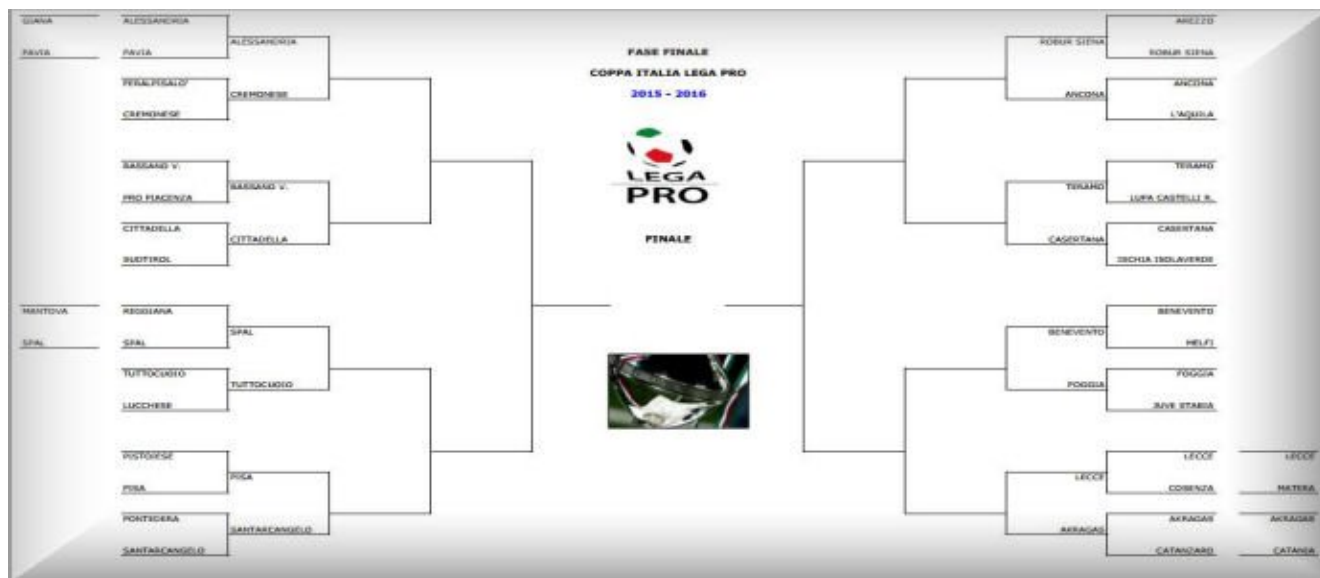 GIANA
PAVIA
MANTOVA
SPAL
ALESSANDRIA
PAVIA
FERALPISALO'
CREMONESE
BASSANO V.
PRO PIACENZA
CITTADELLA
SUDTIROL
REGGIANA
SPAL
TUTTOCUOIO
LUCCHESE
PISTOIESE
PISA
PONTEDERA
SANTARCANGELO
ALESSANDRIA
CREMONESE
BASSANO V.
CITTADELLA
SPAL
TUTTOCUOIO
PISA
SANTARCANGELO
FASE FINALE
COPPA ITALIA LEGA PRO
2015 - 2016
LEGA
PRO
FINALE
ROBUR SIENA
ANCONA
TERAMO
CASERTANA
BENEVENTO
FOGGIA
LECCE
AKRAGAS
AREZZO
ROBUR SIENA
ANCONA
L'AQUILA
TERAMO
LUPA CASTELLI R.
CASERTANA
ISCHIA ISOLAVERDE
BENEVENTO
MELFI
FOGGIA
JUVE STABIA
LECCE
COSENZA
AKRAGAS
CATANZARO
LECCE
MATERA
AKRAGAS
CATANIA